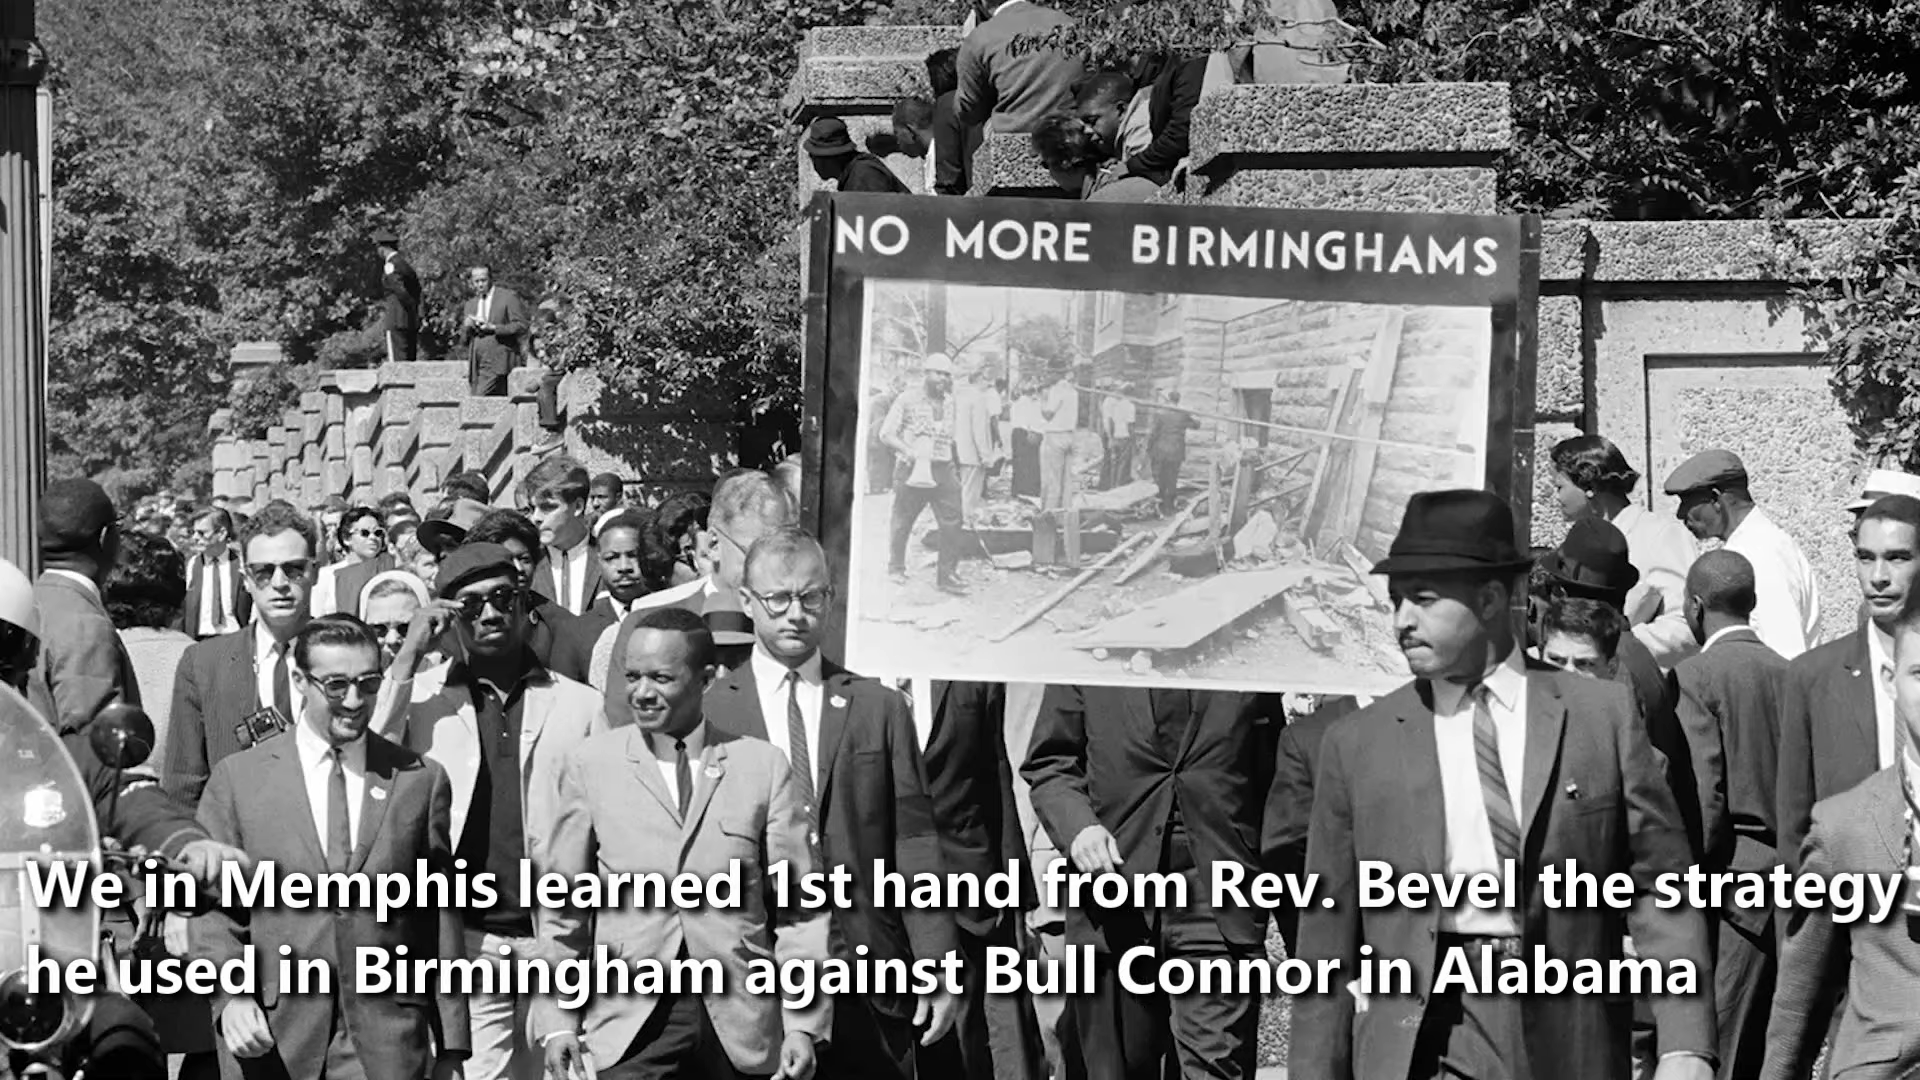 NO MORE BIRMINGHAMS
We in Memphis learned 1st hand from Rev. Bevel the strategy
he used in Birmingham against Bull Connor in Alabama